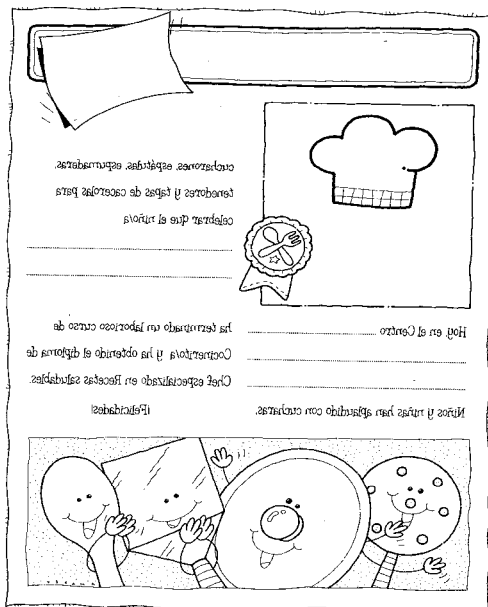 Hoy, en el Centro
Niños y niñas han aplaudido con cucharas,
cucharones, espátulas, espumaderas,
tenedores y tapas de cacerolas para
celebrar que el niño/a
ha terminado un laborioso curso de
Cocinerito/a y ha obtenido el diploma de
Chef especializado en Recetas saludables.
¡Felicidades!